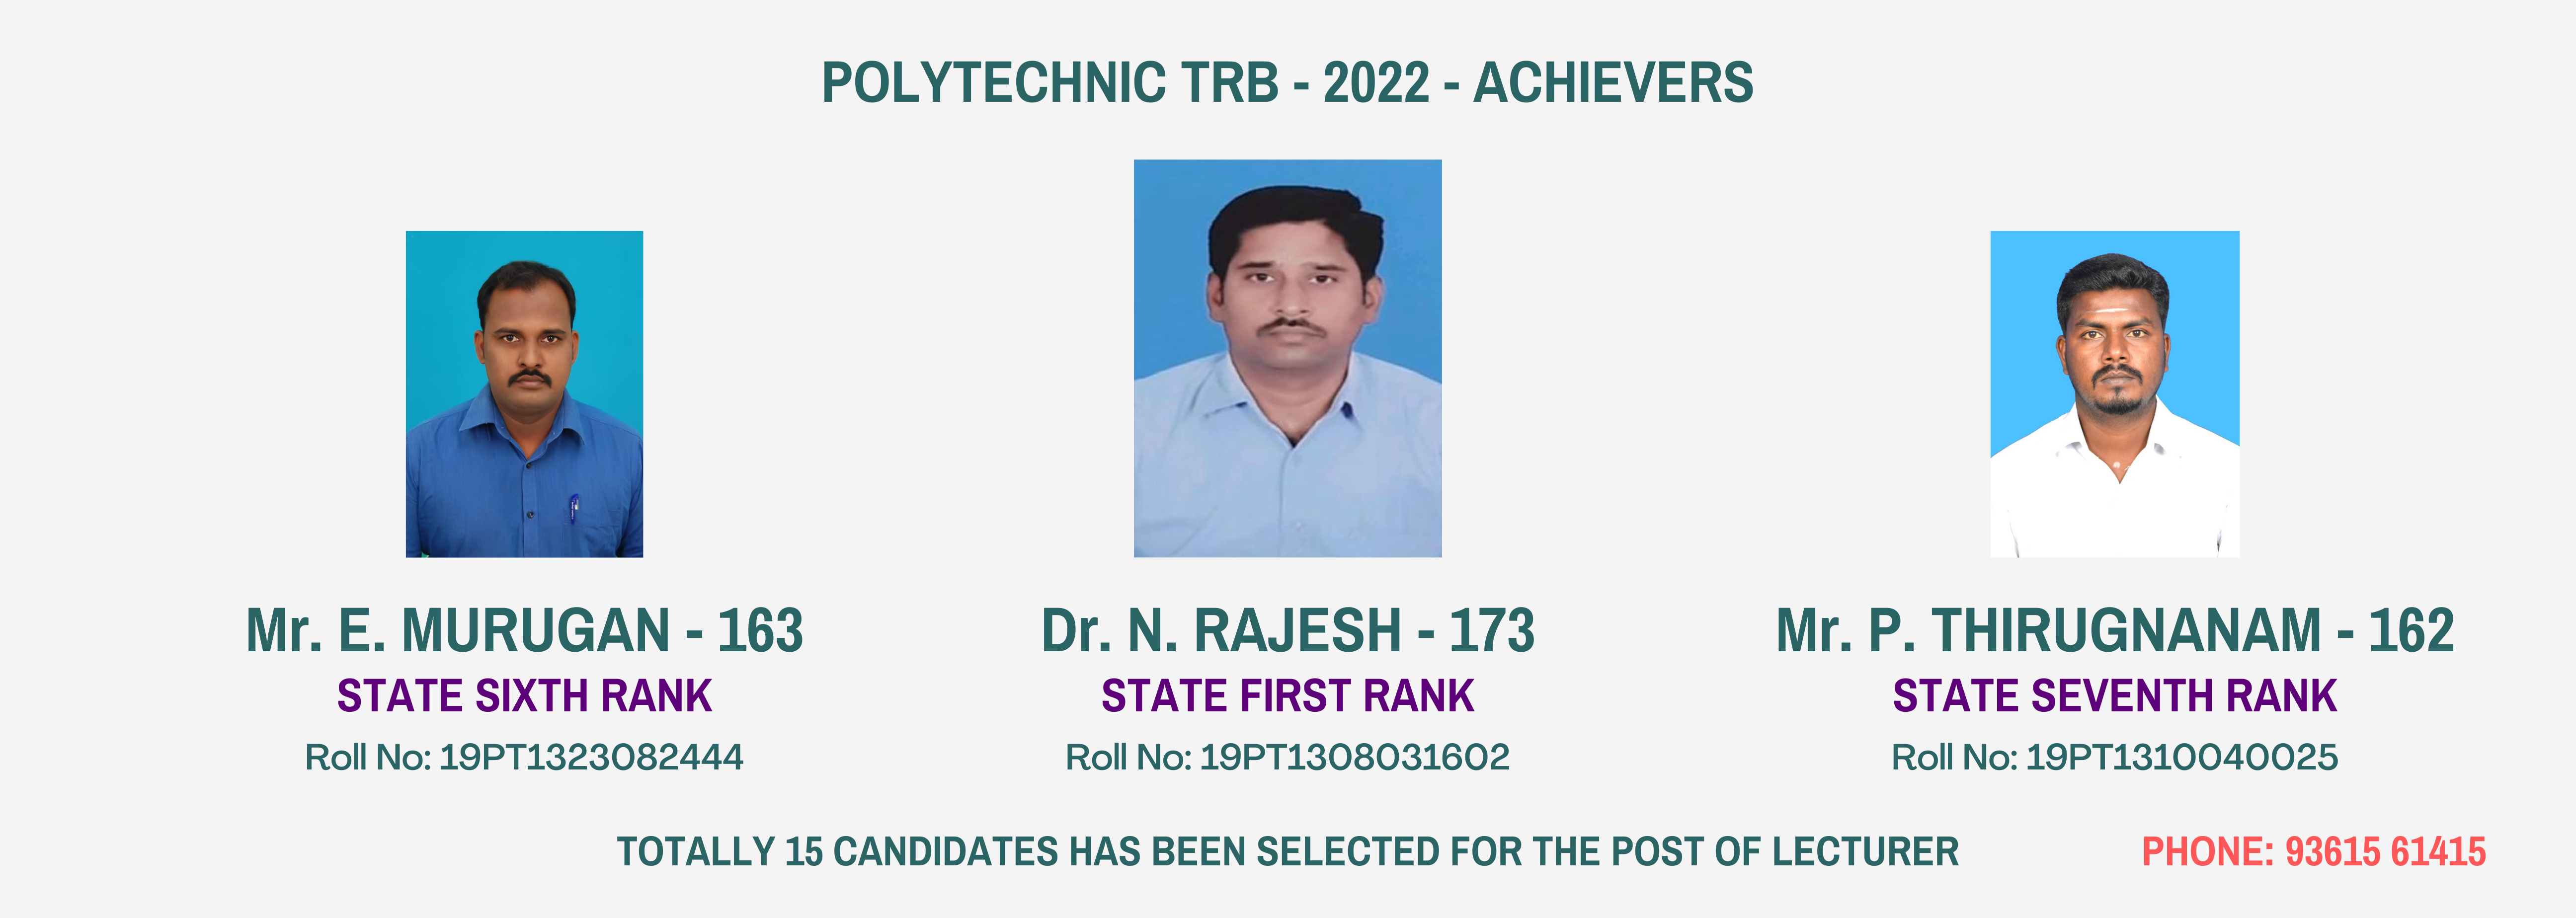 POLYTECHNIC TRB - 2022 - ACHIEVERS
Mr. E. MURUGAN - 163
STATE SIXTH RANK
Roll No: 19PT1323082444
Dr. N. RAJESH - 173
STATE FIRST RANK
Roll No: 19PT1308031602
Mr. P. THIRUGNANAM - 162
STATE SEVENTH RANK
Roll No: 19PT1310040025
TOTALLY 15 CANDIDATES HAS BEEN SELECTED FOR THE POST OF LECTURER
PHONE: 93615 61415